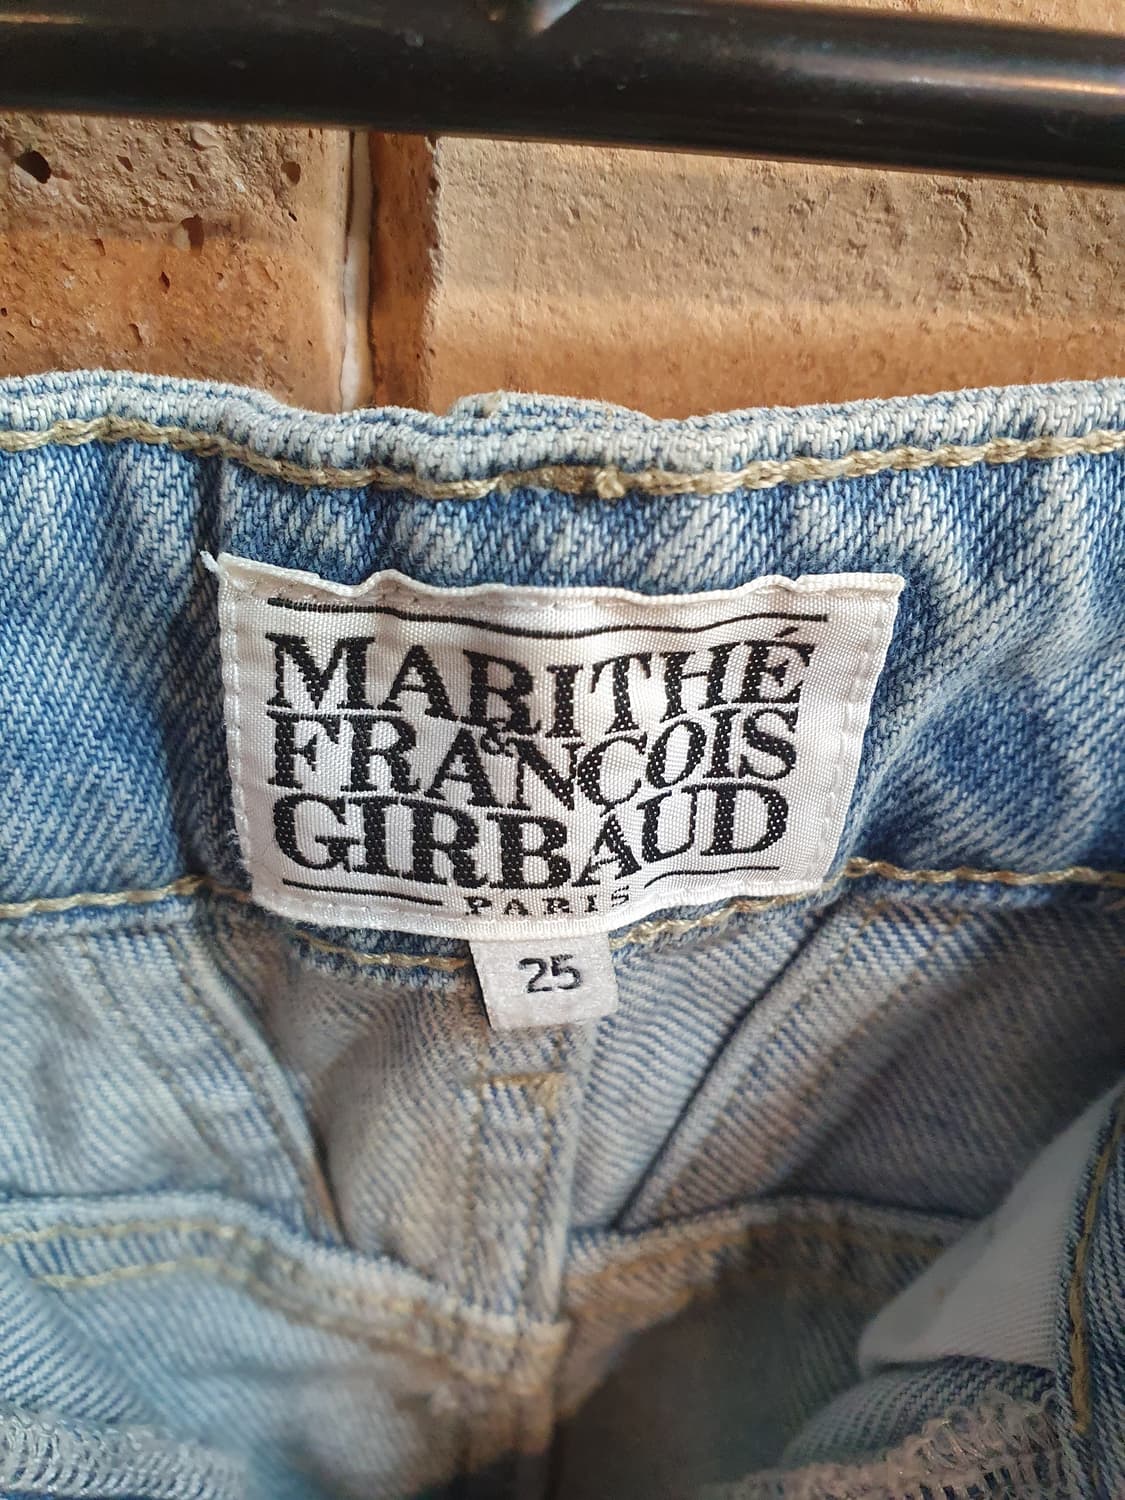 MARITHÉ
&
FRANÇOIS
GIRBAUD
PARIS
25